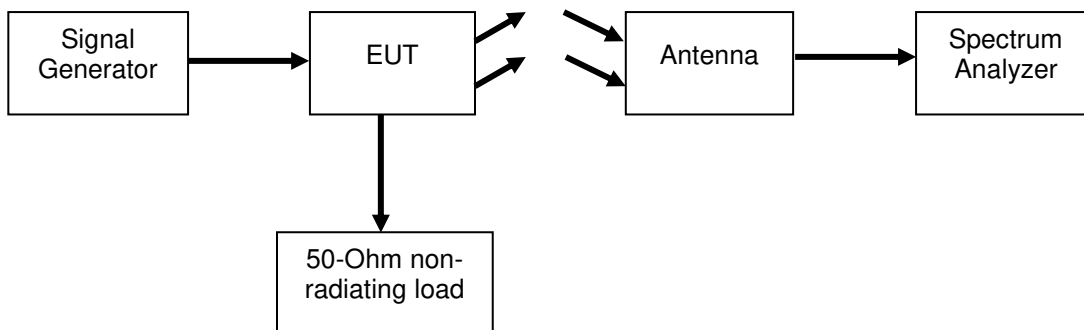 Signal
Generator
EUT
Antenna
Spectrum
Analyzer
50-Ohm non-
radiating load